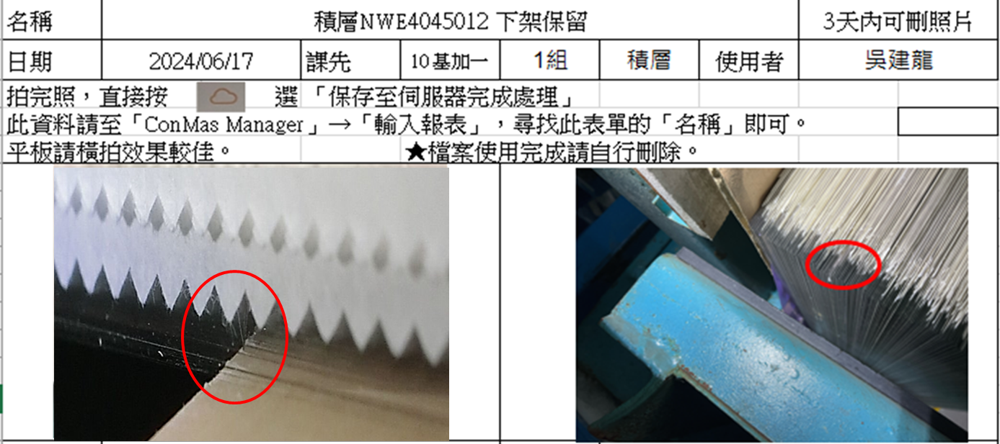 名稱 積層NWE4045012 下架保留 3天內可刪照片
日期 2024/06/17 課先 10基加一 1組 積層 使用者 吳建龍
拍完照，直接按 選 「保存至伺服器完成處理」
此資料請至「ConMas Manager」→「輸入報表」，尋找此表單的「名稱」即可。
平板請橫拍效果較佳。 ★檔案使用完成請自行刪除。